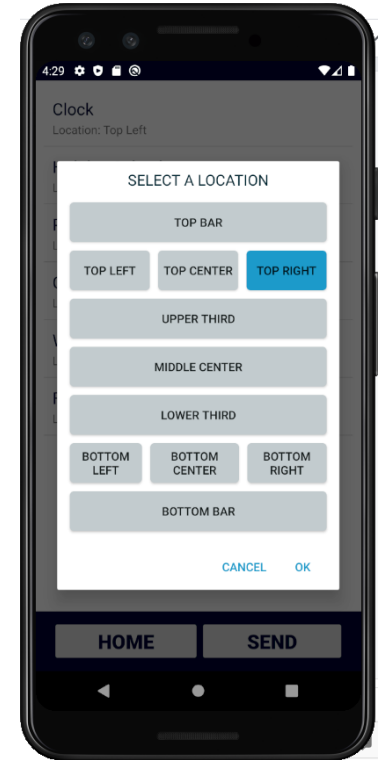 4:29
Clock
Location: Top Left
SELECT A LOCATION
TOP BAR
TOP LEFT
TOP CENTER
TOP RIGHT
UPPER THIRD
MIDDLE CENTER
LOWER THIRD
BOTTOM
LEFT
BOTTOM
CENTER
BOTTOM
RIGHT
BOTTOM BAR
CANCEL
OK
HOME
SEND